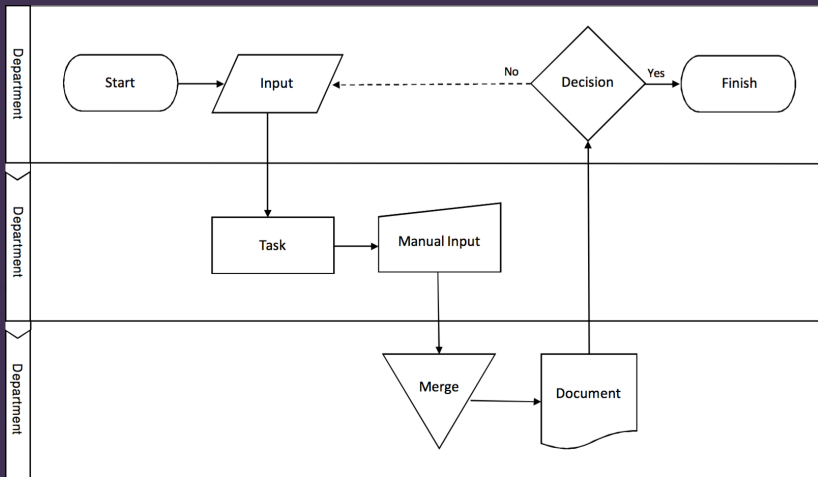 Department
Start
Input
No
Decision
Yes
Finish
Department
Task
Manual Input
Department
Merge
Document